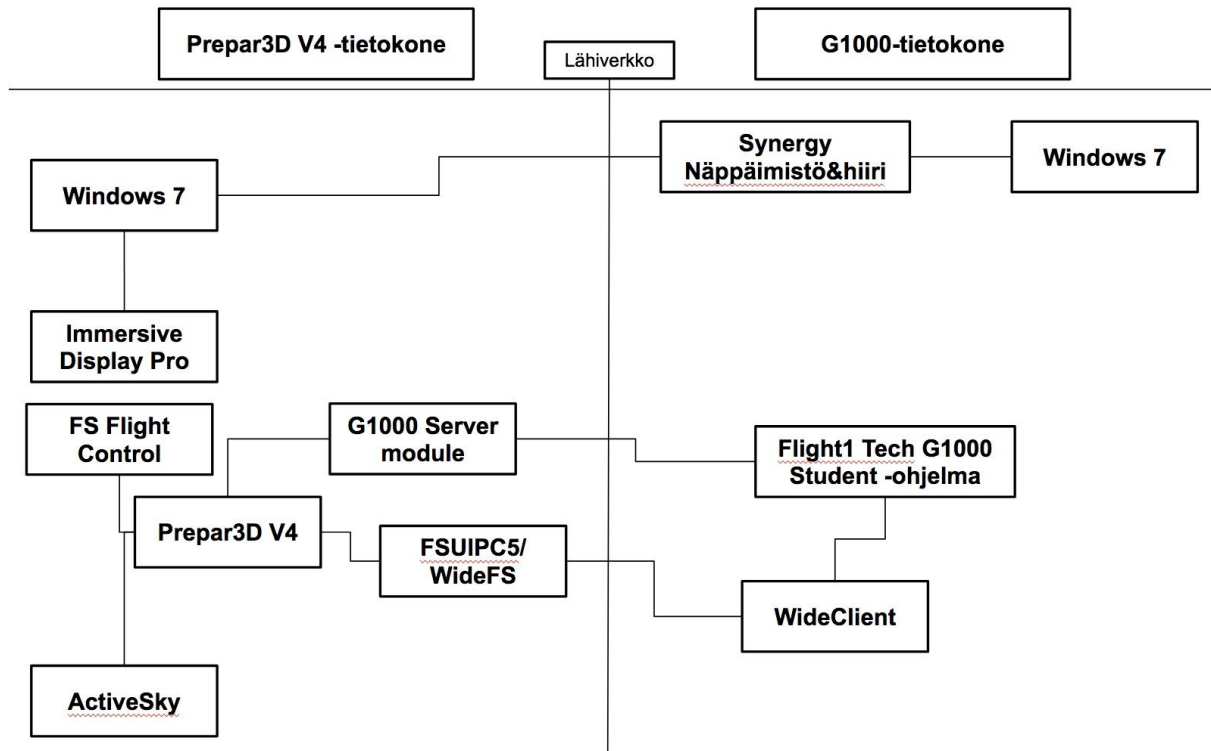 Prepar3D V4 -tietokone
Lähiverkko
G1000-tietokone
Synergy
Näppäimistö&hiiri
Windows 7
Windows 7
Immersive
Display Pro
FS Flight
Control
G1000 Server
module
Flight1 Tech G1000
Student -ohjelma
Prepar3D V4
FSUIPC5/
WideFS
WideClient
ActiveSky